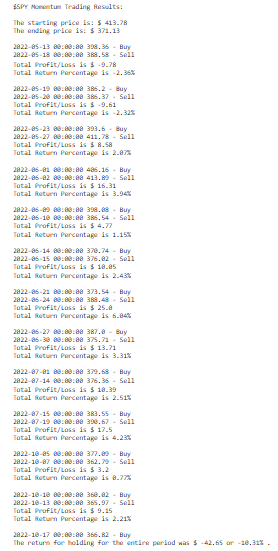 $SPY Momentum Trading Results:
The starting price is: $ 413.78
The ending price is: $ 371.13
2022-05-13 00:00:00 398.36 - Buy
2022-05-18 00:00:00 388.58 - Sell
Total Profit/Loss is $ -9.78
Total Return Percentage is -2.36%
2022-05-19 00:00:00 386.2 - Buy
2022-05-20 00:00:00 386.37 - Sell
Total Profit/Loss is $ -9.61
Total Return Percentage is -2.32%
2022-05-23 00:00:00 393.6 - Buy
2022-05-27 00:00:00 411.78 - Sell
Total Profit/Loss is $ 8.58
Total Return Percentage is 2.07%
2022-06-01 00:00:00 406.16 - Buy
2022-06-02 00:00:00 413.89 - Sell
Total Profit/Loss is $ 16.31
Total Return Percentage is 3.94%
2022-06-09 00:00:00 398.08 - Buy
2022-06-10 00:00:00 386.54 - Sell
Total Profit/Loss is $ 4.77
Total Return Percentage is 1.15%
2022-06-14 00:00:00 370.74 - Buy
2022-06-15 00:00:00 376.02 - Sell
Total Profit/Loss is $ 10.05
Total Return Percentage is 2.43%
2022-06-21 00:00:00 373.54 - Buy
2022-06-24 00:00:00 388.48 - Sell
Total Profit/Loss is $ 25.0
Total Return Percentage is 6.04%
2022-06-27 00:00:00 387.0 - Buy
2022-06-30 00:00:00 375.71 - Sell
Total Profit/Loss is $ 13.71
Total Return Percentage is 3.31%
2022-07-01 00:00:00 379.68 - Buy
2022-07-14 00:00:00 376.36 - Sell
Total Profit/Loss is $ 10.39
Total Return Percentage is 2.51%
2022-07-15 00:00:00 383.55 - Buy
2022-07-19 00:00:00 390.67 - Sell
Total Profit/Loss is $ 17.5
Total Return Percentage is 4.23%
2022-10-05 00:00:00 377.09 - Buy
2022-10-07 00:00:00 362.79 - Sell
Total Profit/Loss is $ 3.2
Total Return Percentage is 0.77%
2022-10-10 00:00:00 360.02 - Buy
2022-10-13 00:00:00 365.97 - Sell
Total Profit/Loss is $ 9.15
Total Return Percentage is 2.21%
2022-10-17 00:00:00 366.82 - Buy
The return for holding for the entire period was $ -42.65 or -10.31% .